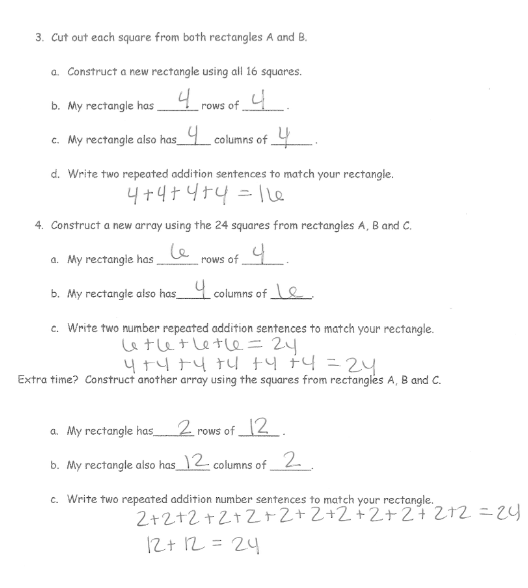 3. Cut out each square from both rectangles A and B.
a. Construct a new rectangle using all 16 squares.
b. My rectangle has 4 rows of 4.
c. My rectangle also has 4 columns of 4.
d. Write two repeated addition sentences to match your rectangle.
4+4+4+4=16
4. Construct a new array using the 24 squares from rectangles A, B and C.
a. My rectangle has 6 rows of 4.
b. My rectangle also has 4 columns of 6.
c. Write two number repeated addition sentences to match your rectangle.
6+6+6+6=24
4+4+4+4+4+4=24
Extra time? Construct another array using the squares from rectangles A, B and C.
a. My rectangle has 2 rows of 12.
b. My rectangle also has 12 columns of 2.
c. Write two repeated addition number sentences to match your rectangle.
2+2+2+2+2+2+2+2+2+2+2+2=24
12+12=24